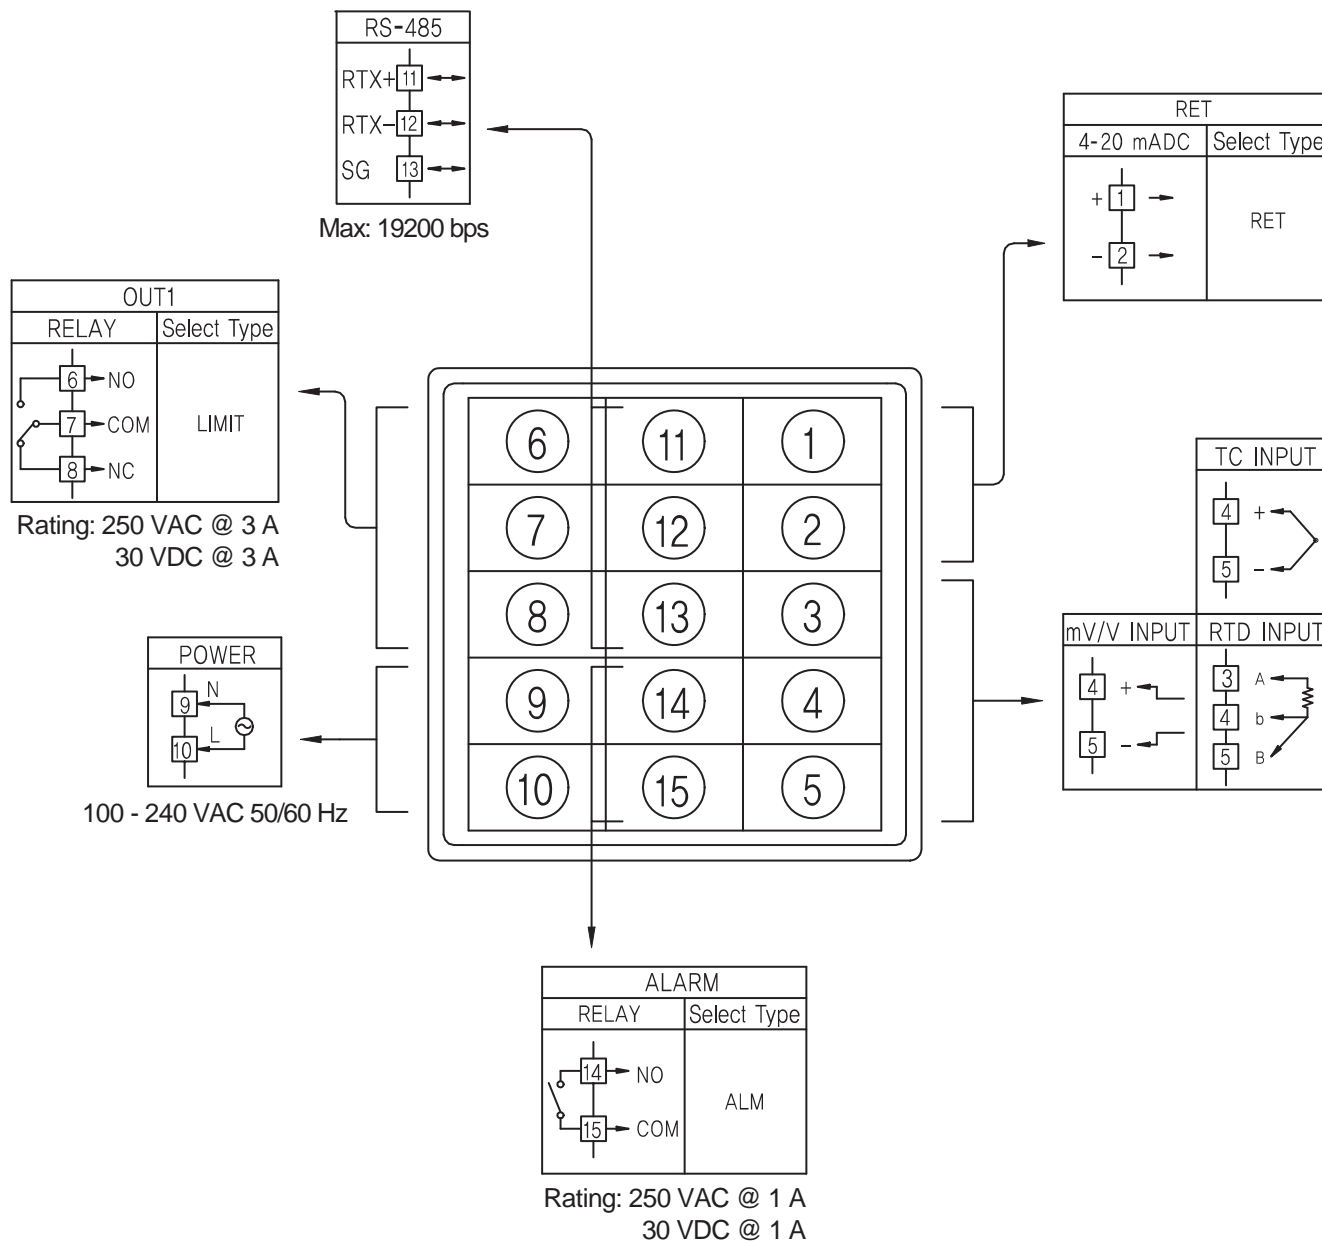 RS-485
RTX+ 11
RTX- 12
SG 13
Max: 19200 bps
RET
4-20 mADC Select Type
+ 1
- 2
RET
OUT1
RELAY Select Type
6 NO
7 COM
8 NC
LIMIT
Rating: 250 VAC @ 3 A
30 VDC @ 3 A
POWER
9 N
10 L
100 - 240 VAC 50/60 Hz
6 11 1
7 12 2
8 13 3
9 14 4
10 15 5
TC INPUT
4 +
5 -
mV/V INPUT
4 +
5 -
RTD INPUT
3 A
4 b
5 B
ALARM
RELAY Select Type
14 NO
15 COM
ALM
Rating: 250 VAC @ 1 A
30 VDC @ 1 A